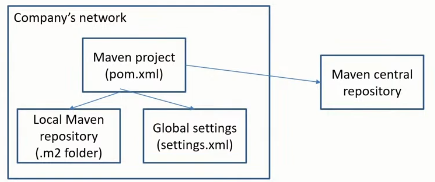 Company's network
Maven project
(pom.xml)
Maven central
repository
Local Maven
repository
(.m2 folder)
Global settings
(settings.xml)